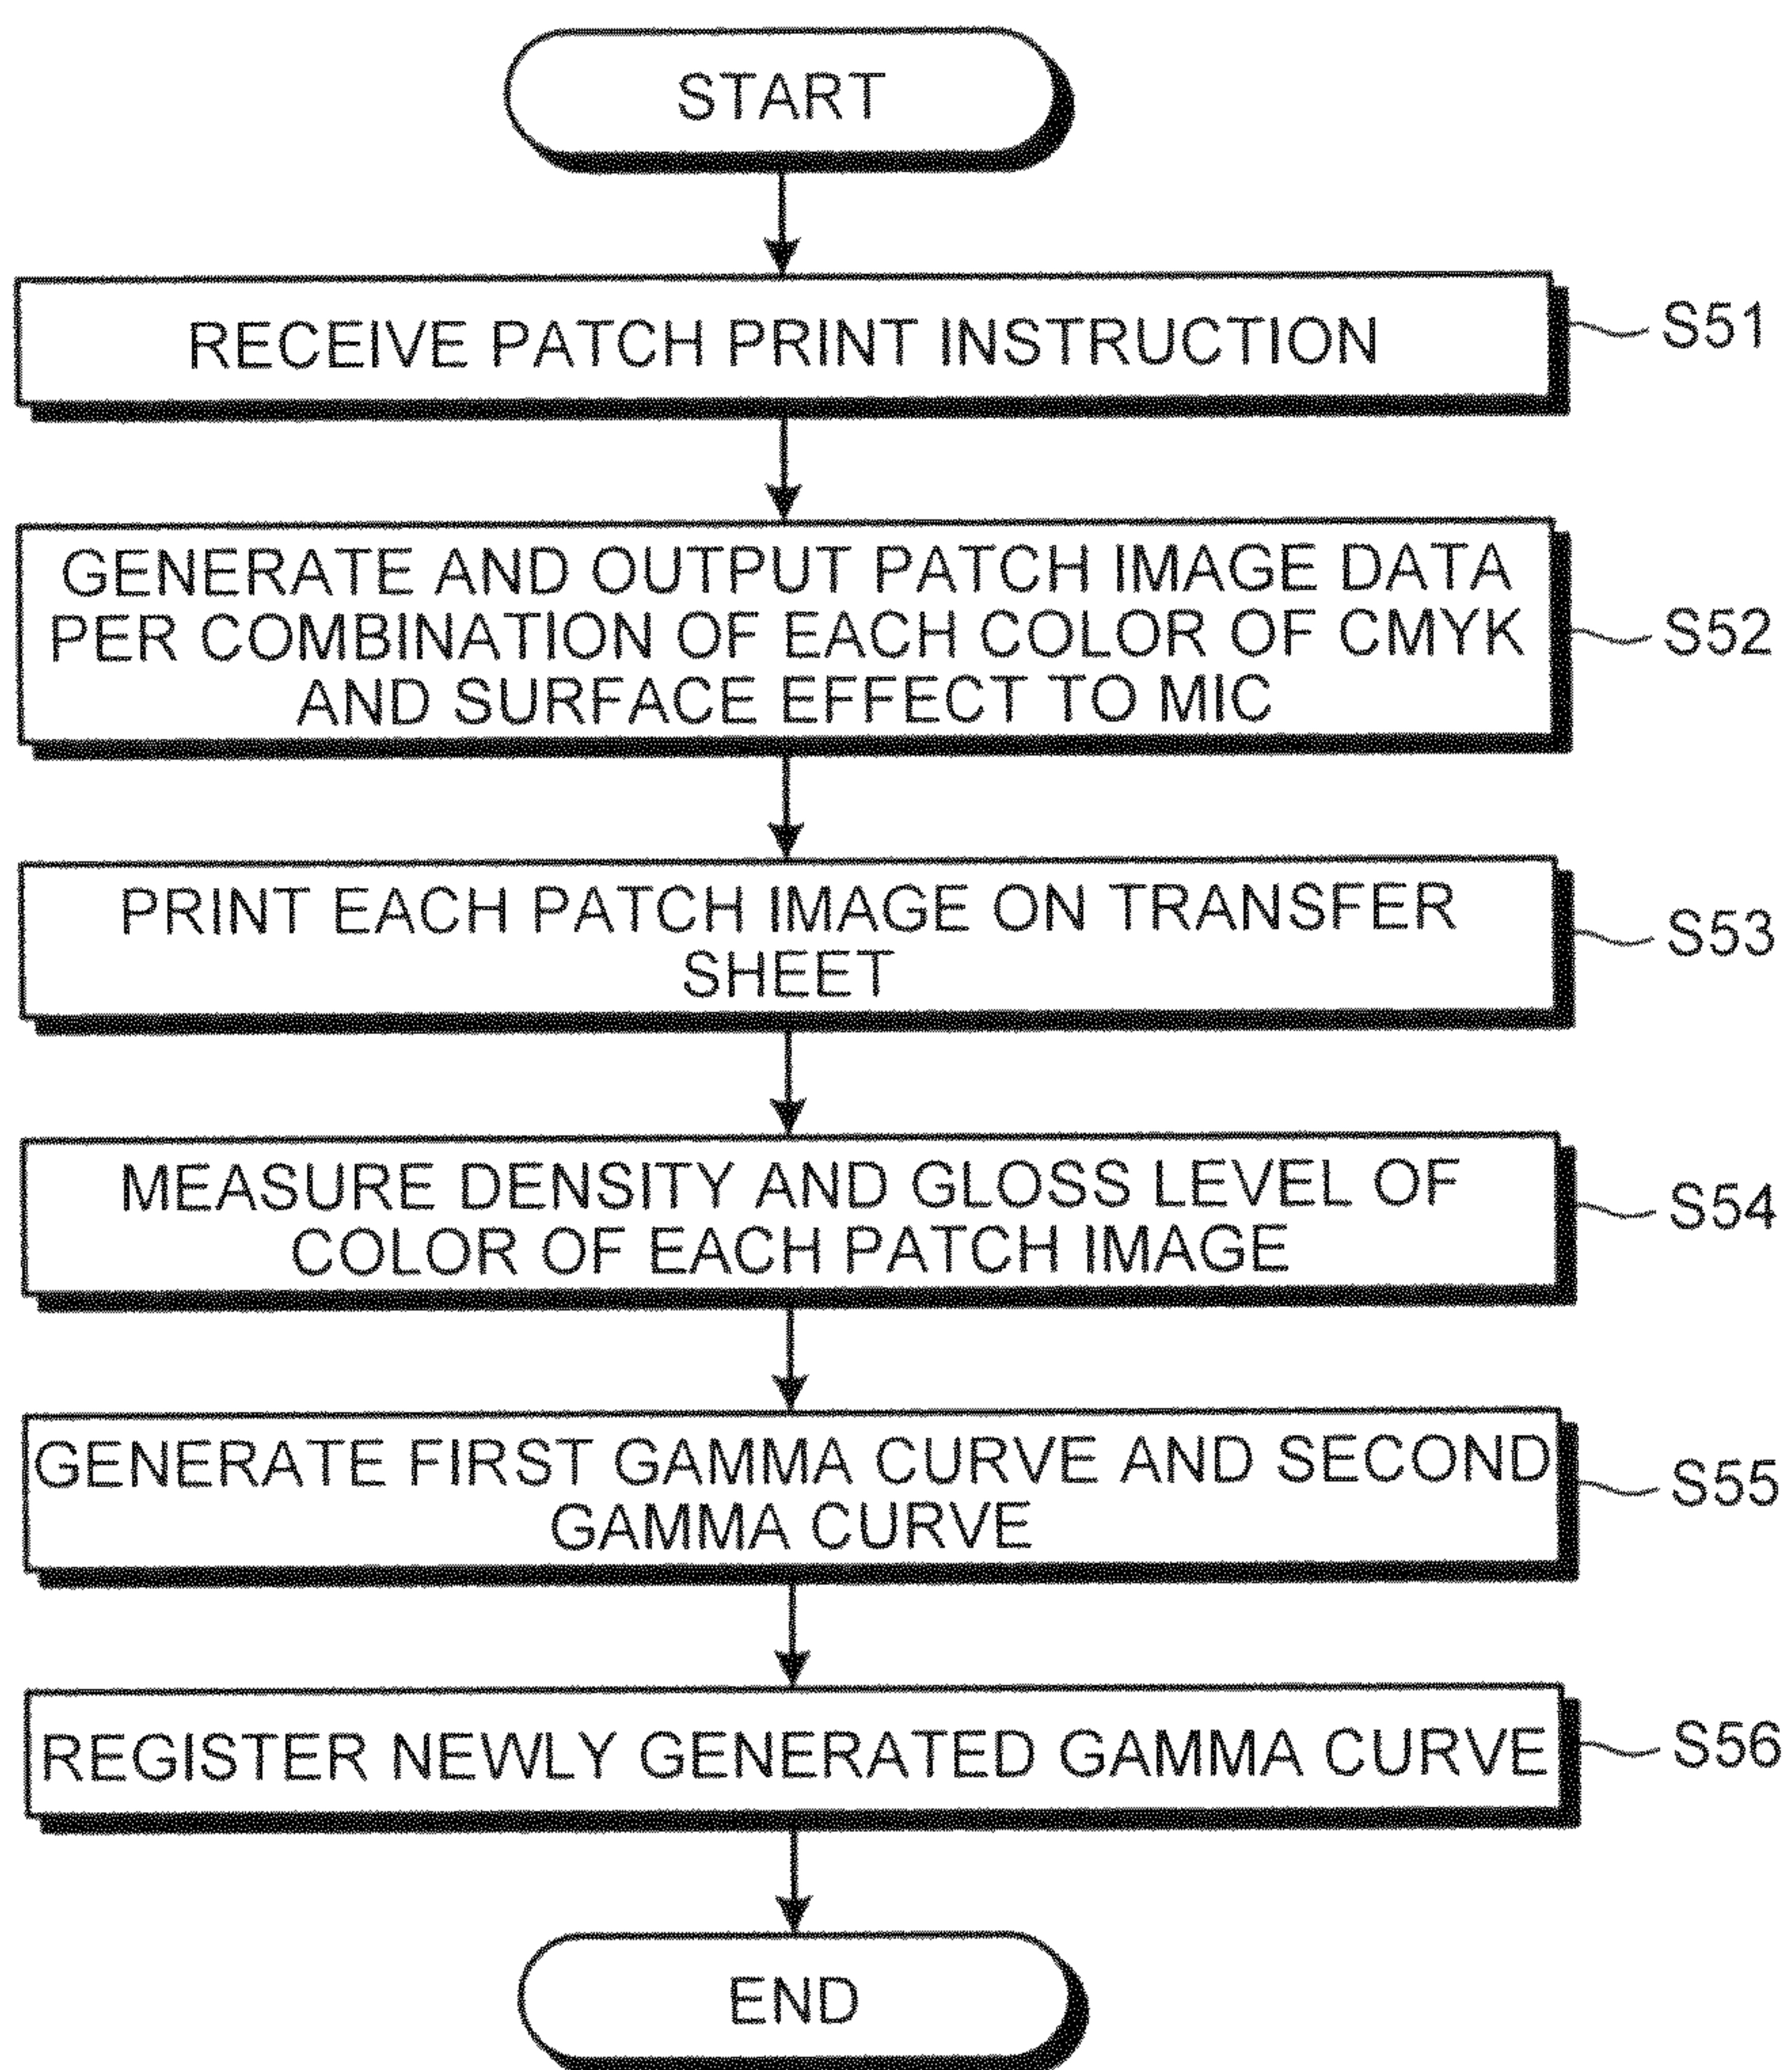 START
RECEIVE PATCH PRINT INSTRUCTION
S51
GENERATE AND OUTPUT PATCH IMAGE DATA
PER COMBINATION OF EACH COLOR OF CMYK
AND SURFACE EFFECT TO MIC
S52
PRINT EACH PATCH IMAGE ON TRANSFER
SHEET
S53
MEASURE DENSITY AND GLOSS LEVEL OF
COLOR OF EACH PATCH IMAGE
S54
GENERATE FIRST GAMMA CURVE AND SECOND
GAMMA CURVE
S55
REGISTER NEWLY GENERATED GAMMA CURVE
S56
END